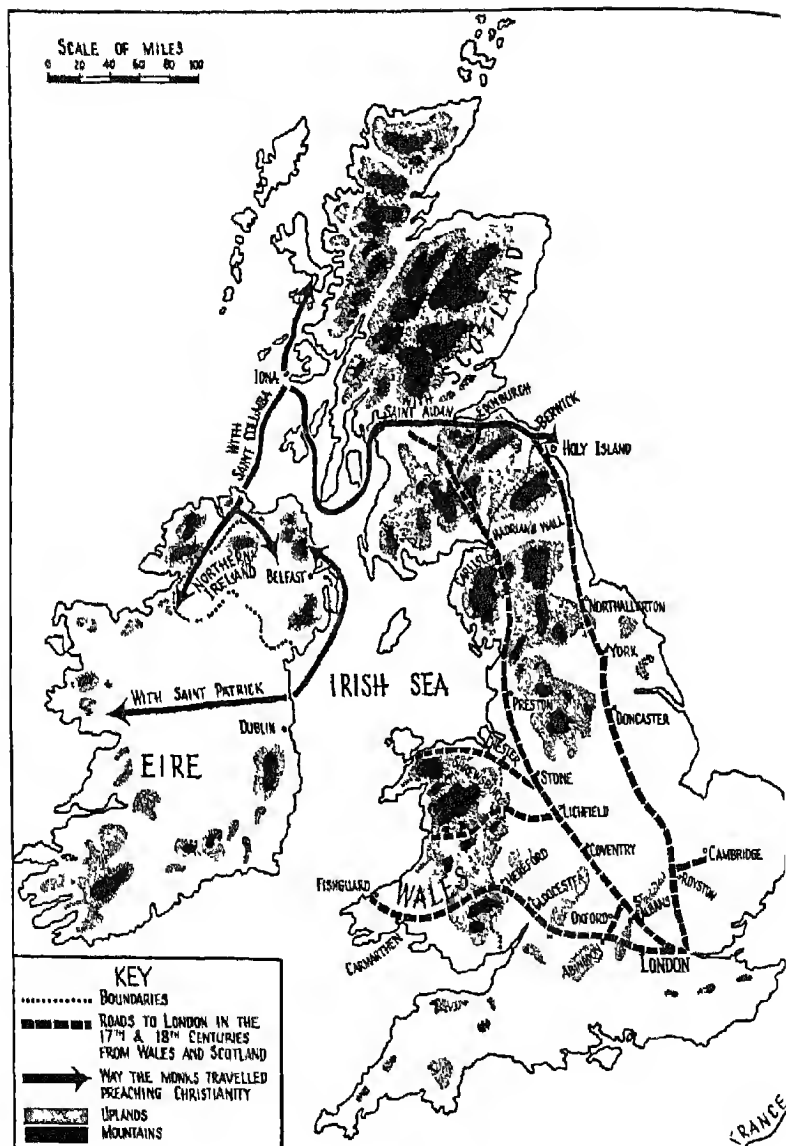 SCALE OF MILES
0 20 40 60 80 100
SCOTLAND
IONA
WITH
SAINT COLUMBA
WITH
SAINT AIDAN
EDINBURGH
BERWICK
HOLY ISLAND
HADRIAN'S WALL
CARLISLE
NORTHERN
IRELAND
BELFAST
NORTHALLERTON
YORK
IRISH SEA
WITH SAINT PATRICK
PRESTON
DONCASTER
DUBLIN
EIRE
CHESTER
STONE
LICHFIELD
COVENTRY
CAMBRIDGE
ROYSTON
HEREFORD
FISHGUARD
WALES
GLOCESTER
OXFORD
ST ALBANS
CARMARTHEN
ABINGDON
LONDON
KEY
BOUNDARIES
ROADS TO LONDON IN THE
17TH & 18TH CENTURIES
FROM WALES AND SCOTLAND
WAY THE MONKS TRAVELLED
PREACHING CHRISTIANITY
UPLANDS
MOUNTAINS
FRANCE